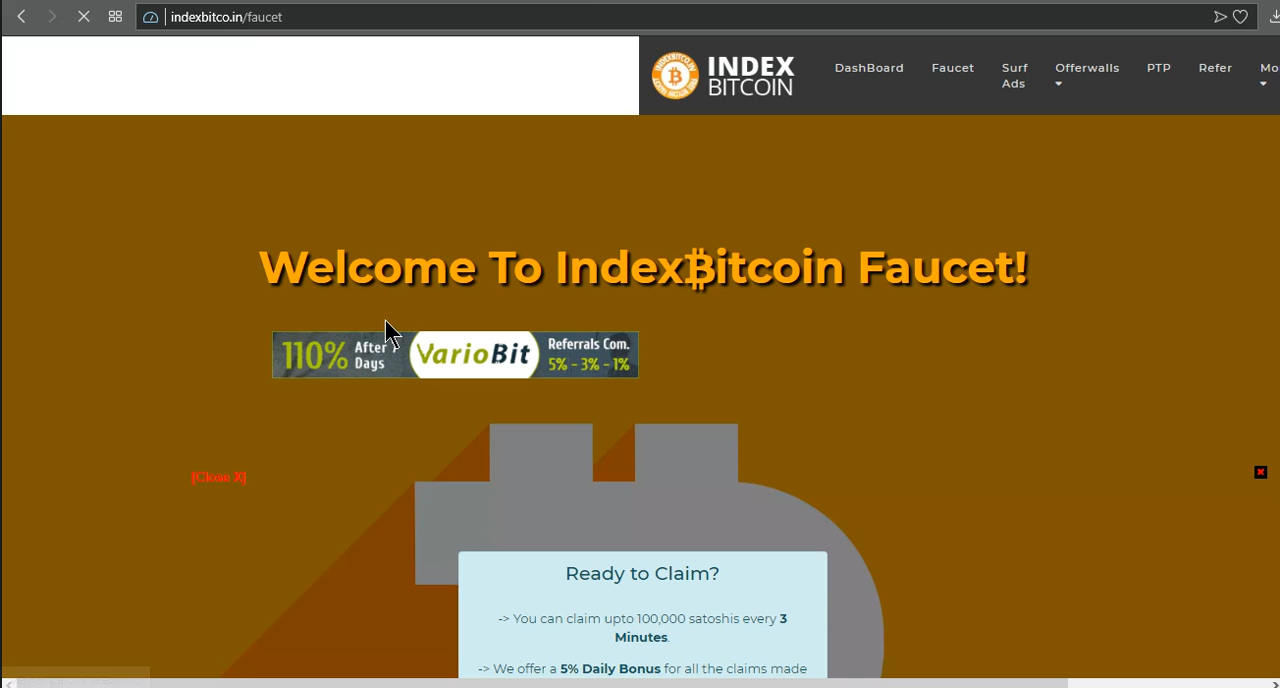 indexbitco.in/faucet
INDEX
BITCOIN
DashBoard
Faucet
Surf
Ads
Offerwalls
PTP
Refer
Mo
Welcome To Index₿itcoin Faucet!
110%
After
Days
VarioBit
Referrals Com.
5% - 3% - 1%
[Close X]
Ready to Claim?
-> You can claim upto 100,000 satoshis every 3
Minutes.
-> We offer a 5% Daily Bonus for all the claims made